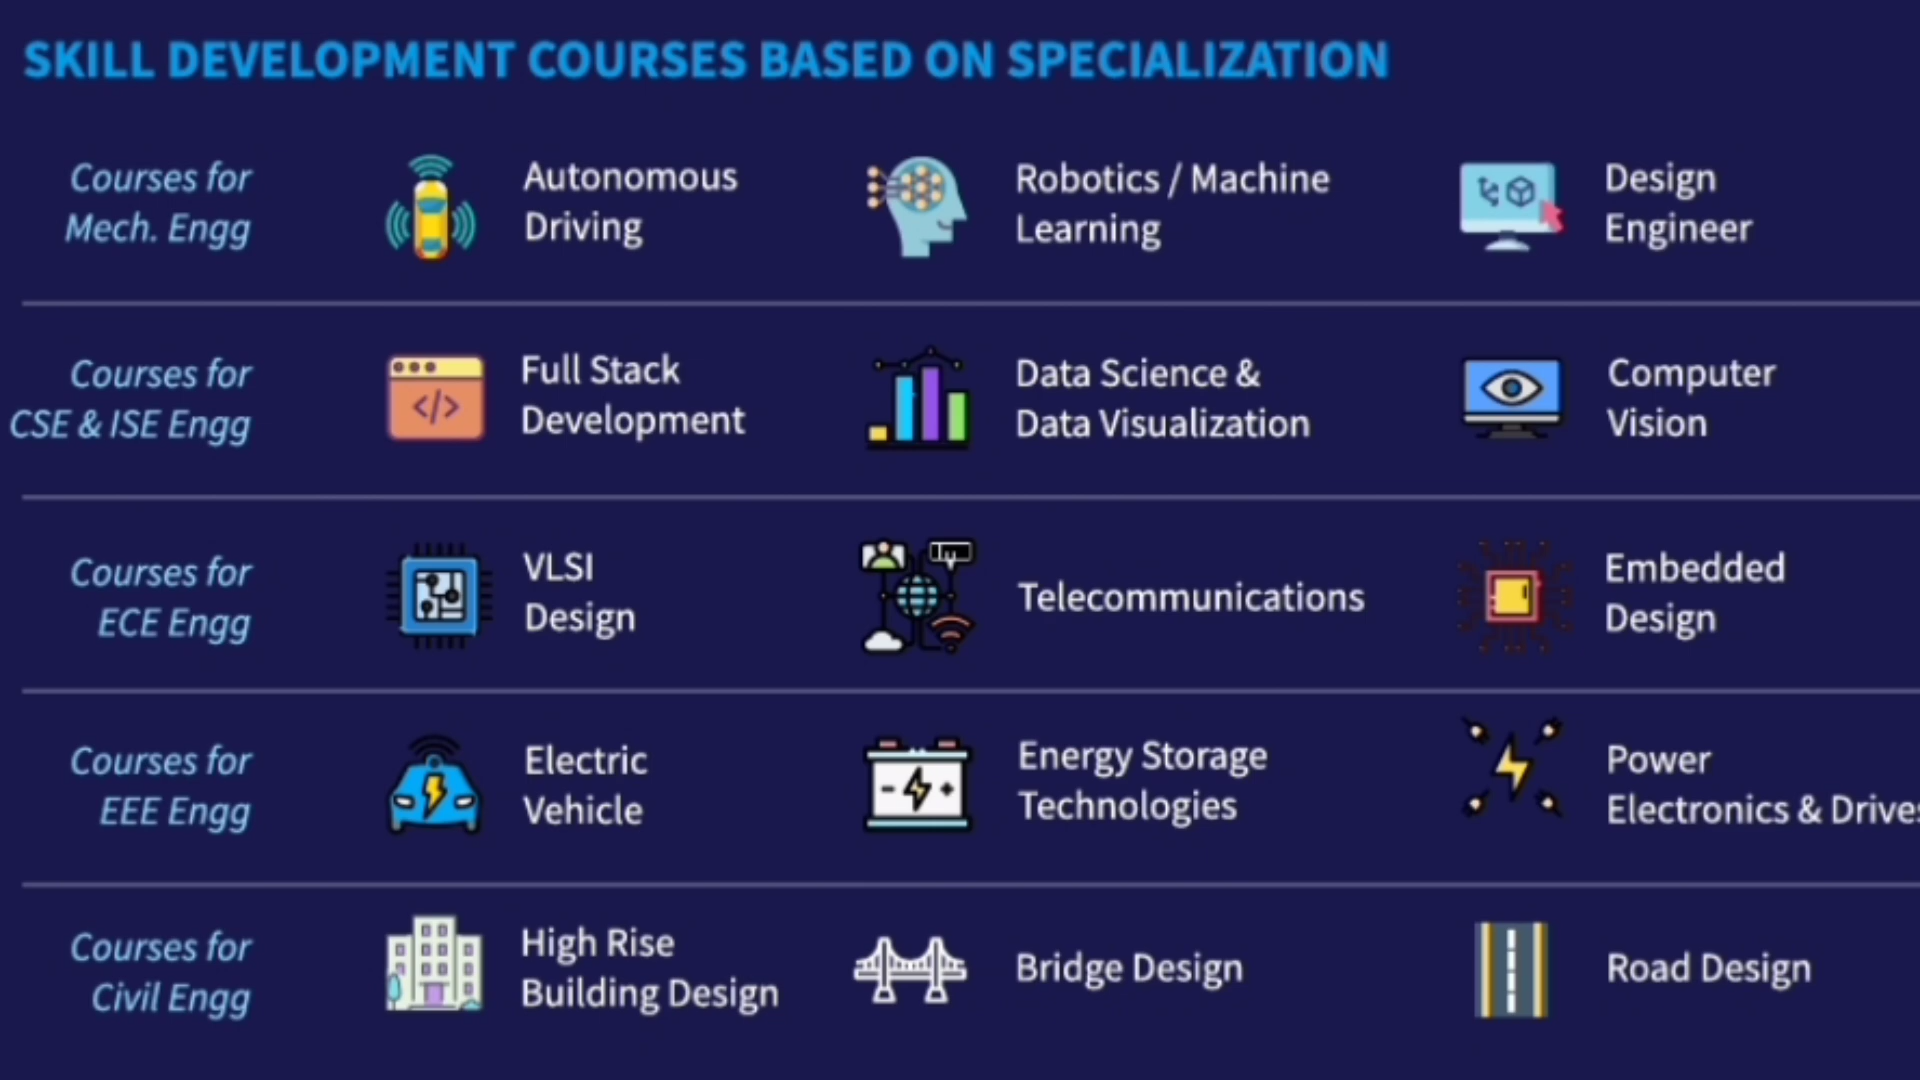 SKILL DEVELOPMENT COURSES BASED ON SPECIALIZATION
Courses for
Mech. Engg
Autonomous
Driving
Robotics / Machine
Learning
Design
Engineer
Courses for
CSE & ISE Engg
Full Stack
Development
Data Science &
Data Visualization
Computer
Vision
Courses for
ECE Engg
VLSI
Design
Telecommunications
Embedded
Design
Courses for
EEE Engg
Electric
Vehicle
Energy Storage
Technologies
Power
Electronics & Drives
Courses for
Civil Engg
High Rise
Building Design
Bridge Design
Road Design